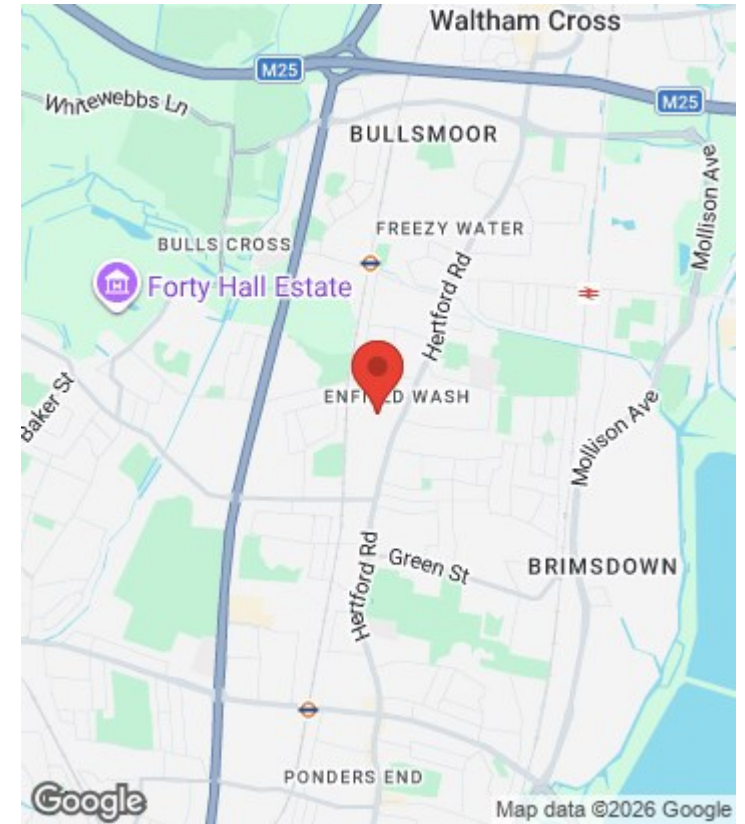 Waltham Cross
M25
M25
Whitewebbs Ln
BULLSMOOR
Mollison Ave
FREEZY WATER
BULLS CROSS
Forty Hall Estate
Hertford Rd
ENFIELD WASH
Baker St
Mollison Ave
Green St
BRIMSDOWN
Hertford Rd
PONDERS END
Google
Map data ©2026 Google